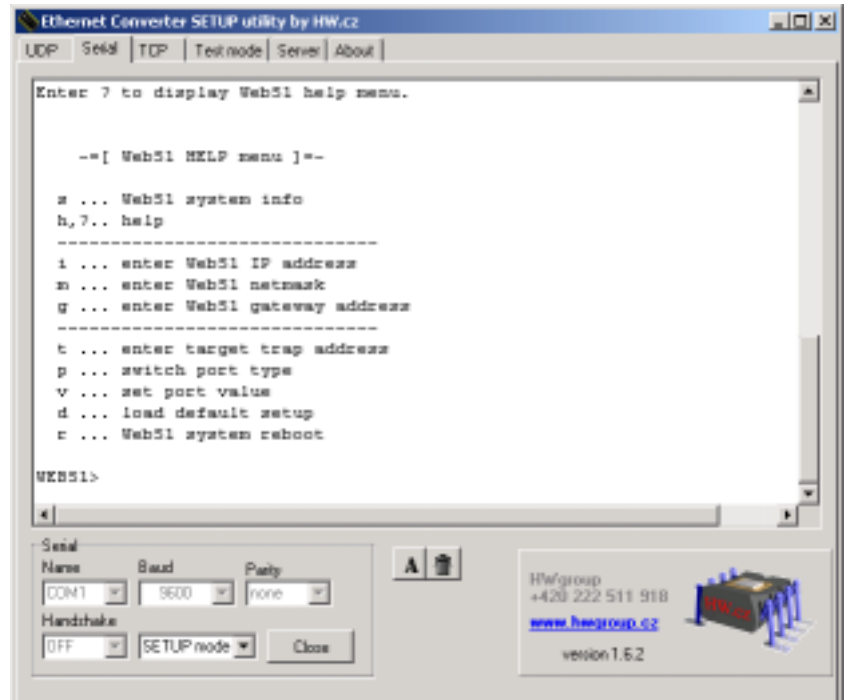 Ethernet Converter SETUP utility by HW.cz
UDP Serial TCP Test mode Server About
Enter ? to display Web51 help menu.
-=[ Web51 HELP menu ]=-
s ... Web51 system info
h,?.. help
------------------------------
i ... enter Web51 IP address
m ... enter Web51 netmask
g ... enter Web51 gateway address
------------------------------
t ... enter target trap address
p ... switch port type
v ... set port value
d ... load default setup
r ... Web51 system reboot
WEB51>
Serial
Name Baud Parity
COM1 9600 none
Handshake
OFF SETUP mode Close
A
HWgroup
+420 222 511 918
www.hwgroup.cz
version 1.6.2
HW.cz